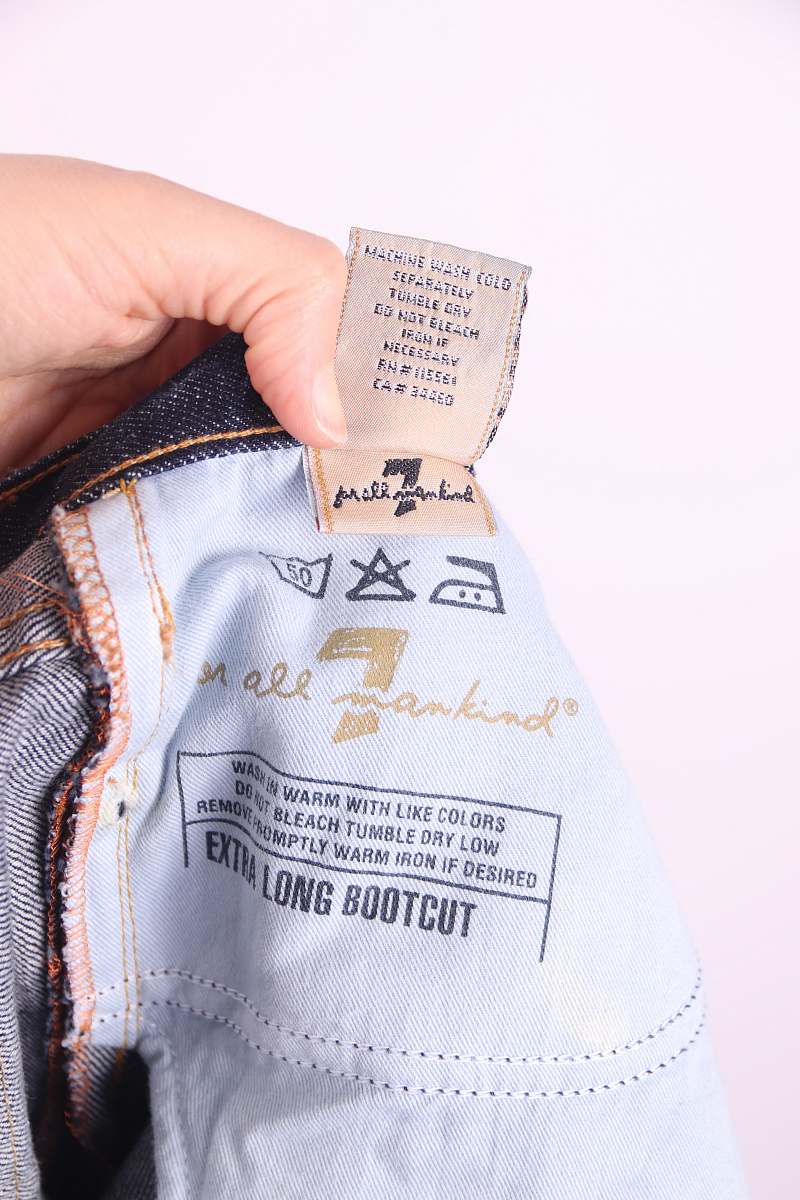 MACHINE WASH COLD
SEPARATELY
TUMBLE DRY
DO NOT BLEACH
IRON IF
NECESSARY
RN#115561
CA# 34460
7
for all mankind
50
7
for all mankind®
WASH IN WARM WITH LIKE COLORS
DO NOT BLEACH TUMBLE DRY LOW
REMOVE PROMPTLY WARM IRON IF DESIRED
EXTRA LONG BOOTCUT